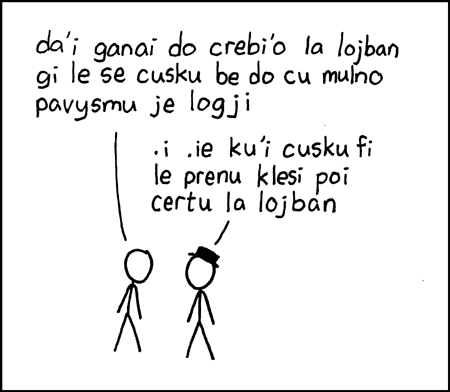 da'i ganai do crebi'o la lojban
gi le se cusku be do cu mulno
pavysmu je logji
.i .ie ku'i cusku fi
le prenu klesi poi
certu la lojban